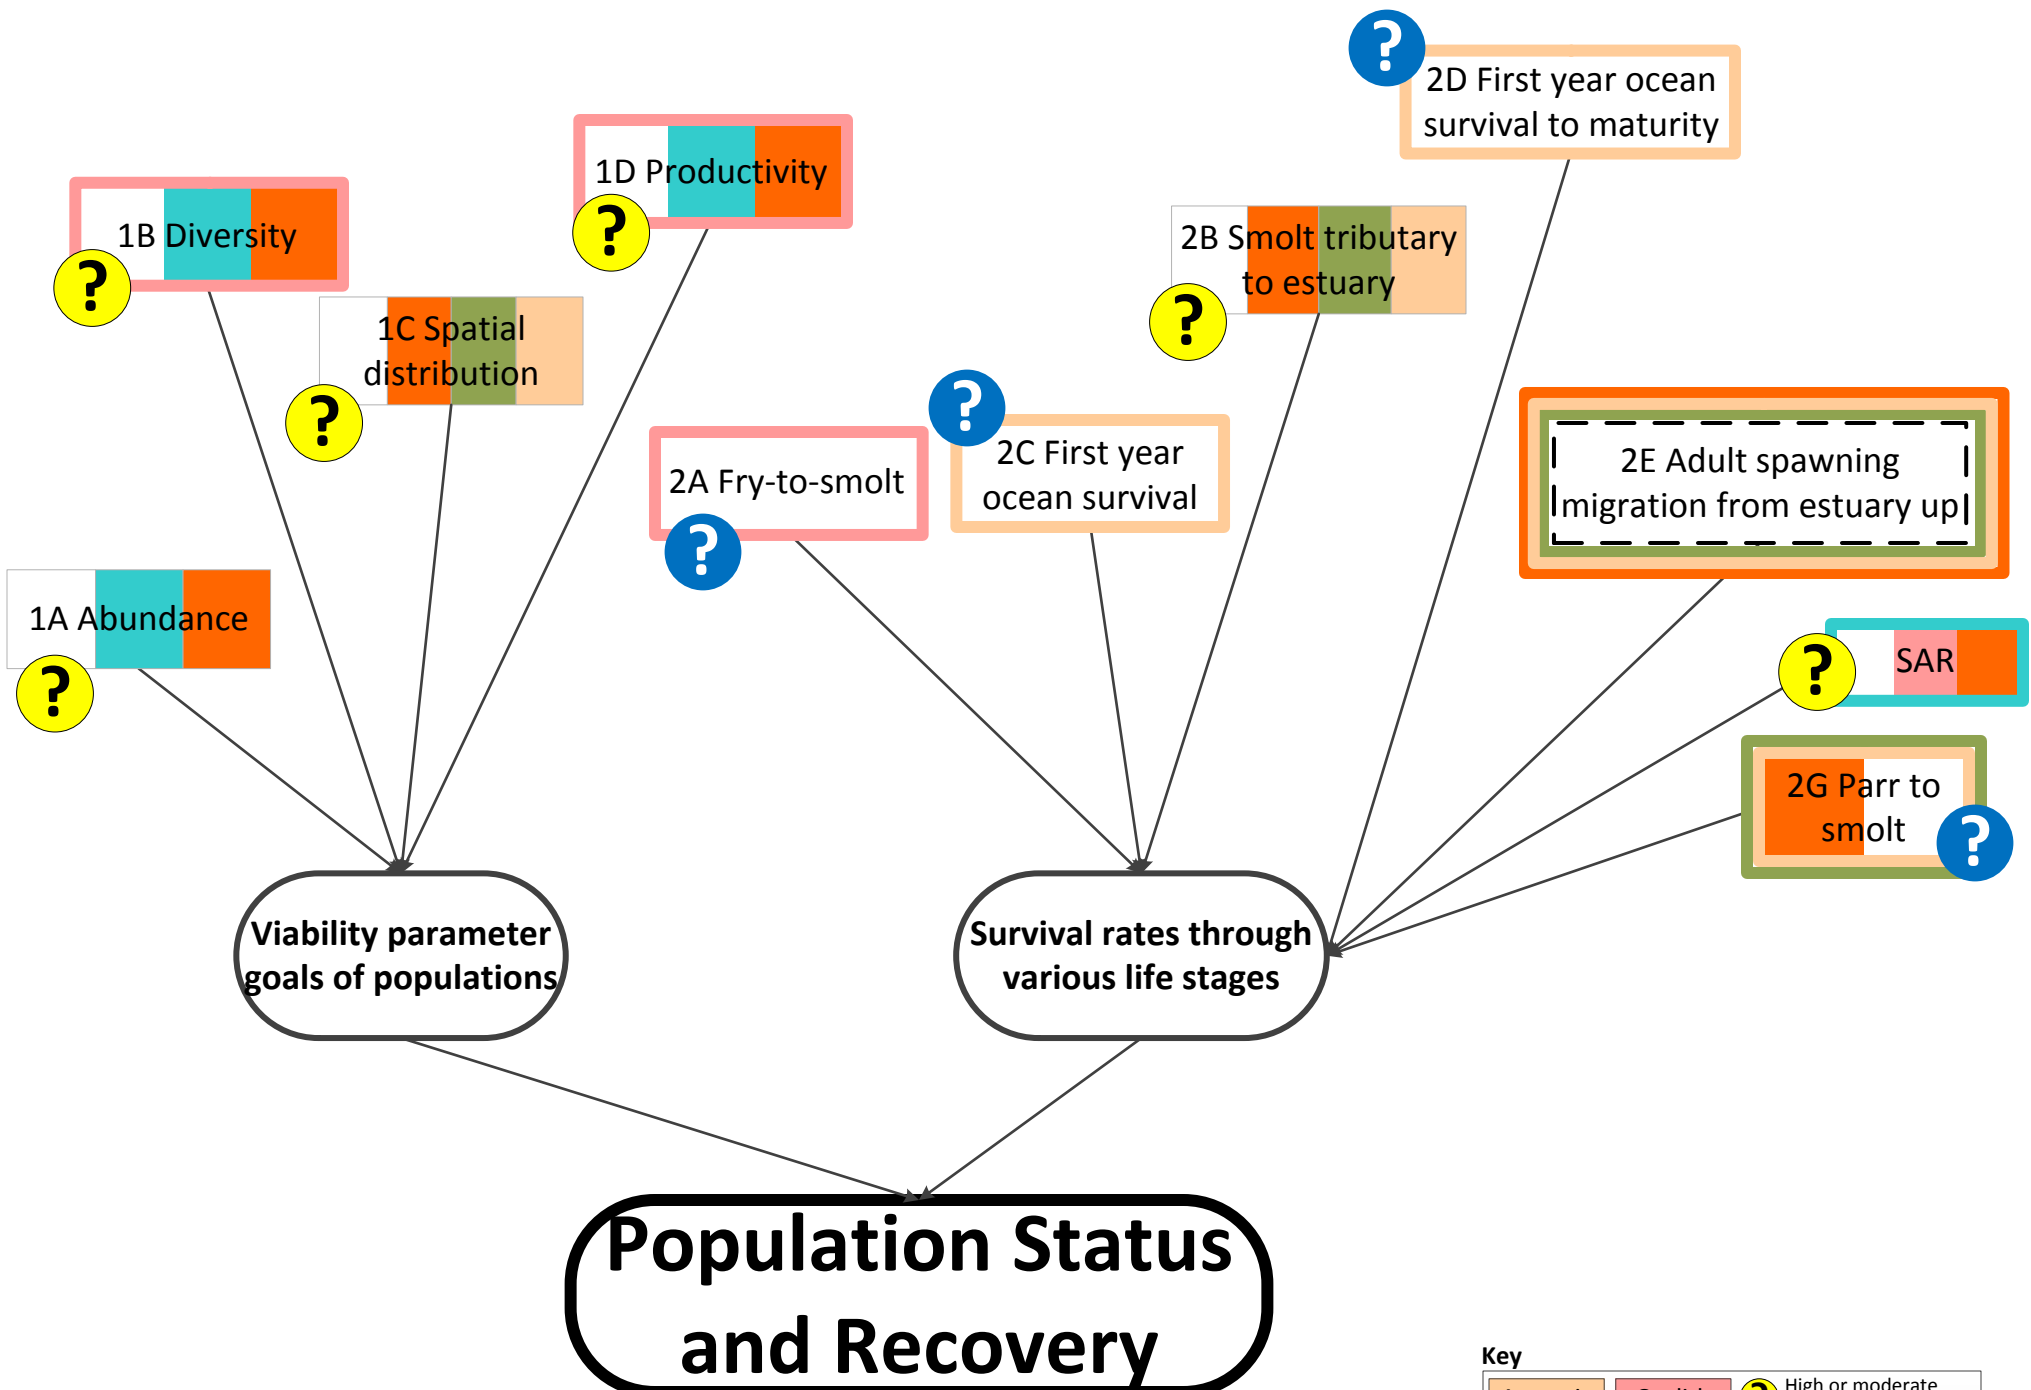 ?
2D First year ocean
survival to maturity
1D Productivity
?
1B Diversity
?
2B Smolt tributary
to estuary
?
1C Spatial
distribution
?
?
2C First year
ocean survival
2A Fry-to-smolt
?
2E Adult spawning
migration from estuary up
1A Abundance
?
?
SAR
2G Parr to
smolt
?
Viability parameter
goals of populations
Survival rates through
various life stages
Population Status
and Recovery
Key
?
High or moderate